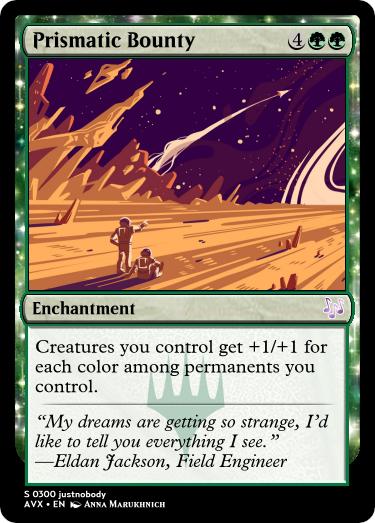 Prismatic Bounty 4
Enchantment
Creatures you control get +1/+1 for
each color among permanents you
control.
“My dreams are getting so strange, I’d
like to tell you everything I see.”
—Eldan Jackson, Field Engineer
S 0300 justnobody
AVX • EN Anna Marukhnich